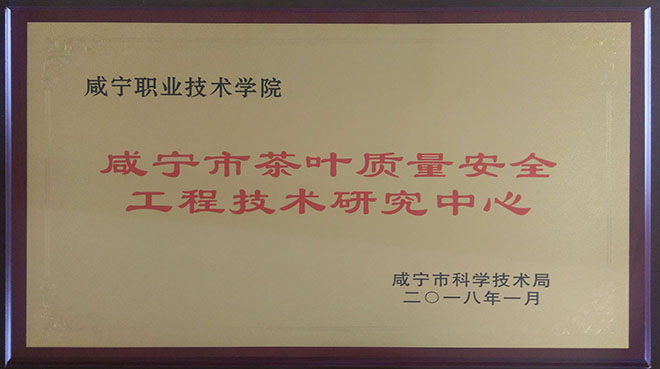 咸宁职业技术学院
咸宁市茶叶质量安全
工程技术研究中心
咸宁市科学技术局
二〇一八年一月